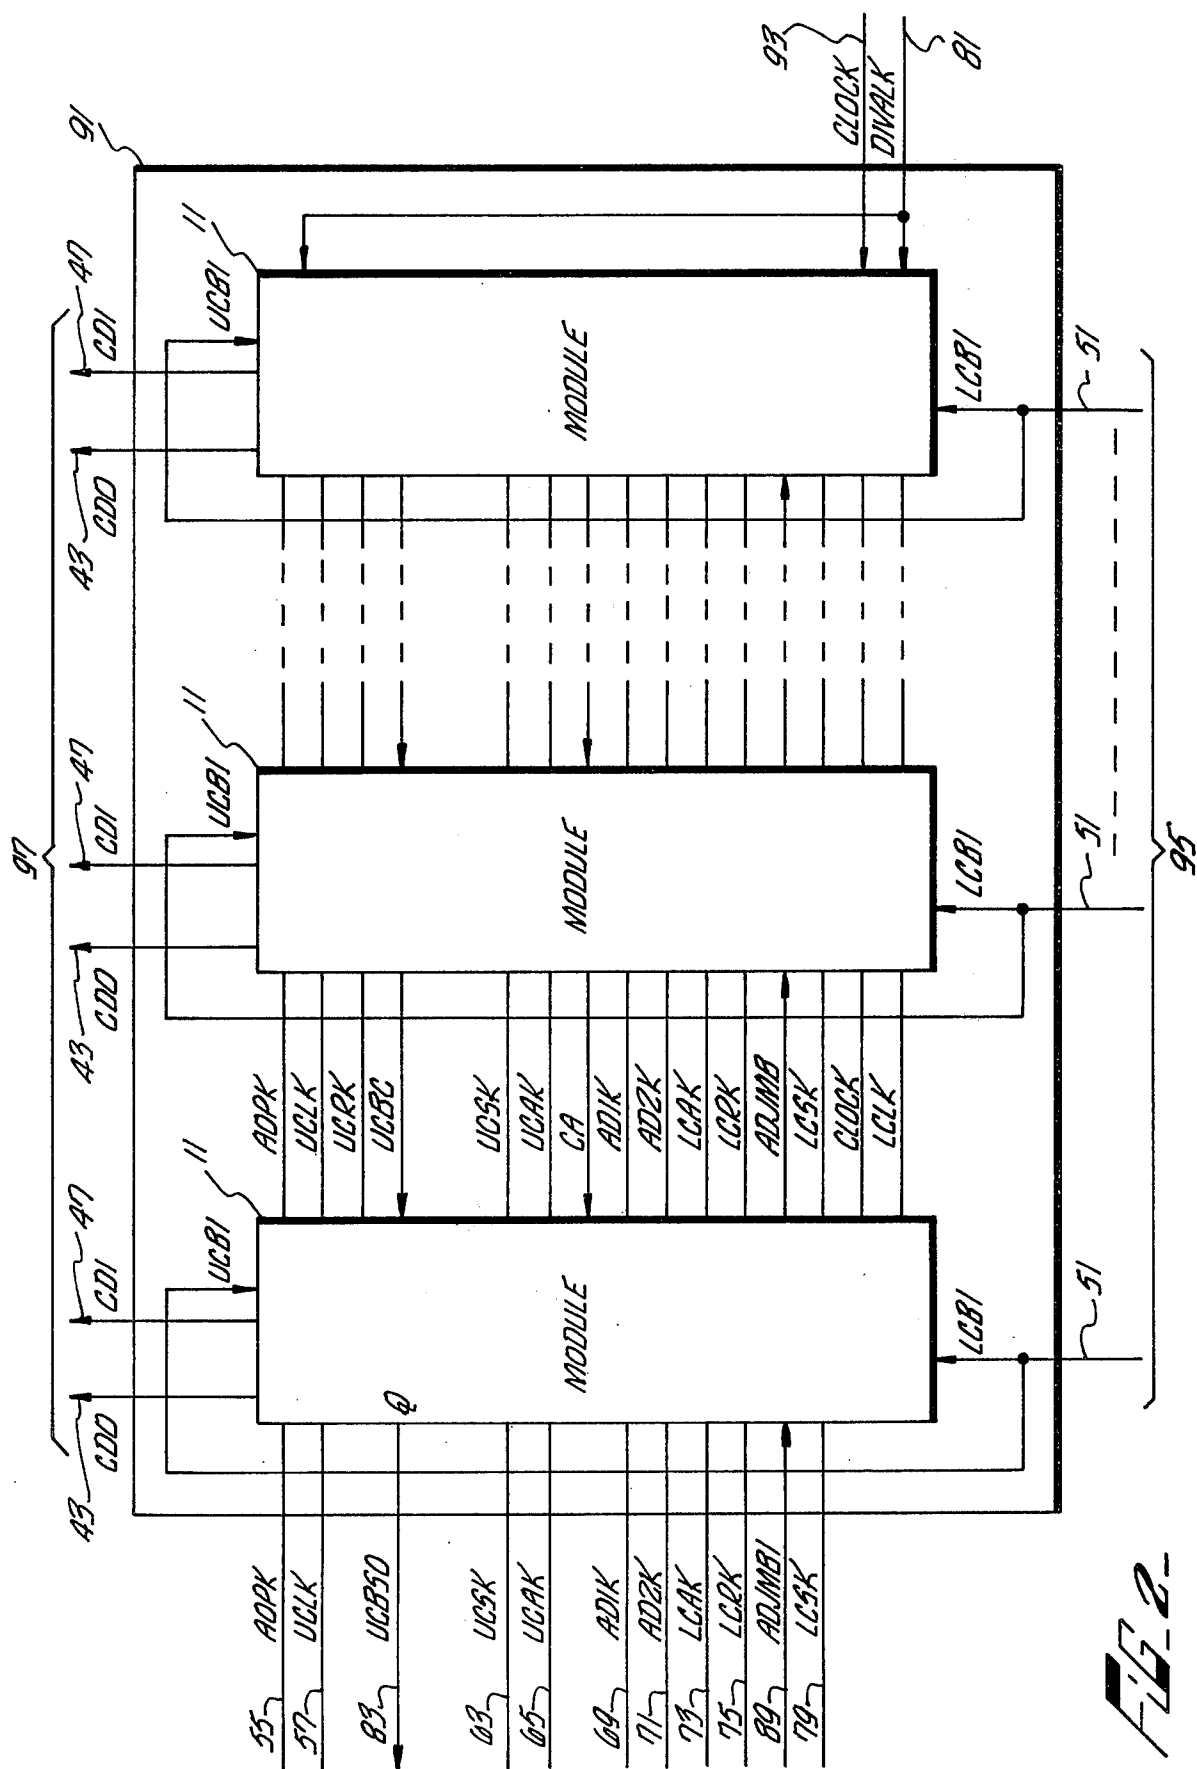 97
43
CDD
47
CDI
43
CDD
47
CDI
43
CDD
47
CDI
91
UCBI
11
UCBI
11
UCBI
11
55
ADPK
ADPK
57
UCLK
UCLK
UCRK
83
UCBSO
Q
UCBC
63
UCSK
UCSK
65
UCAK
UCAK
MODULE
CA
MODULE
MODULE
69
AD1K
AD1K
71
AD2K
AD2K
73
LCAK
LCAK
75
LCRK
LCRK
89
ADJMB1
ADJMB
79
LCSK
LCSK
CLOCK
CLOCK
93
LCLK
DIVALK
81
LCBI
LCBI
LCBI
51
51
51
95
FIG. 2